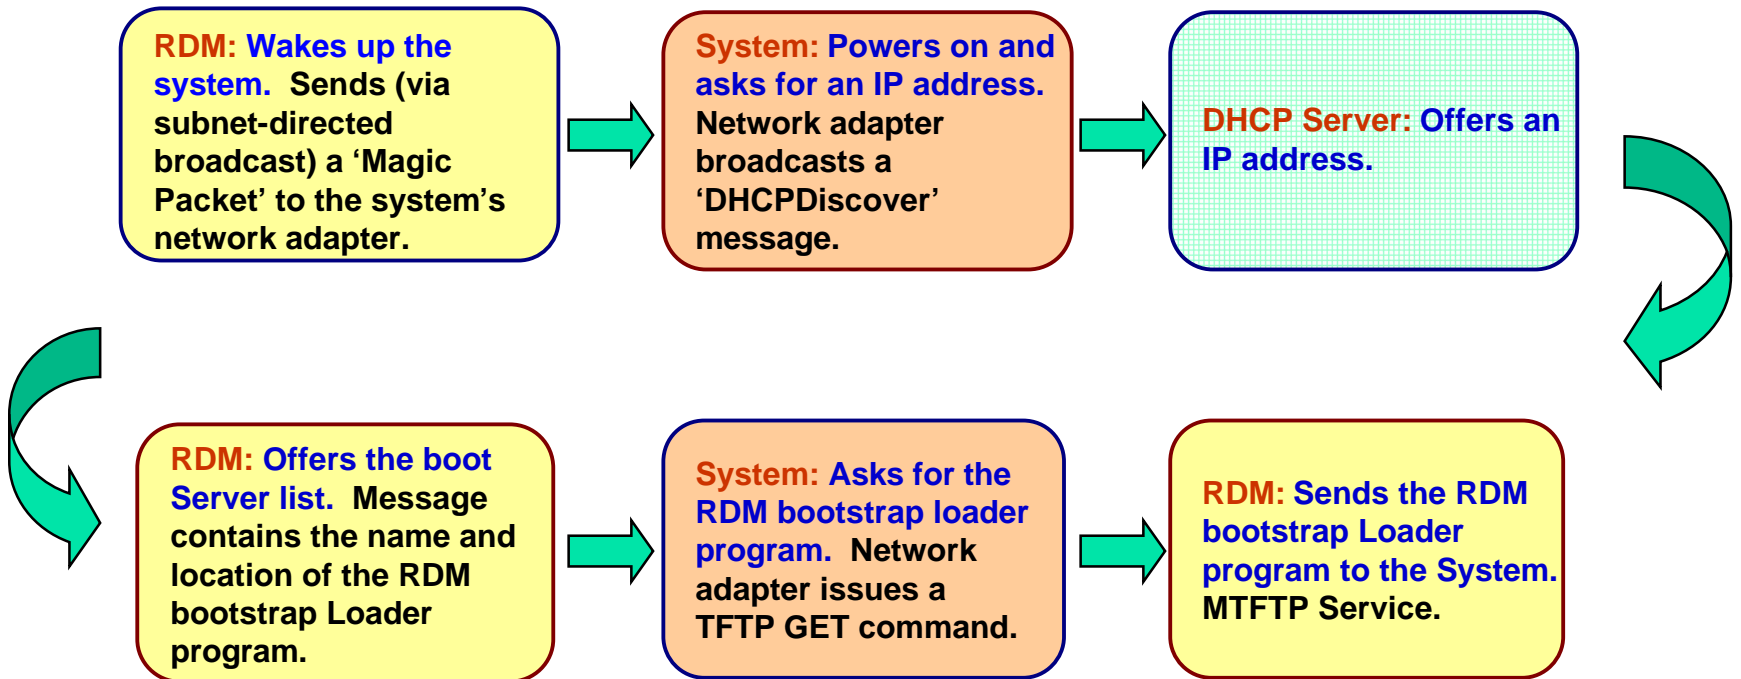 RDM: Wakes up the
system. Sends (via
subnet-directed
broadcast) a ‘Magic
Packet’ to the system’s
network adapter.
System: Powers on and
asks for an IP address.
Network adapter
broadcasts a
‘DHCPDiscover’
message.
DHCP Server: Offers an
IP address.
RDM: Offers the boot
Server list. Message
contains the name and
location of the RDM
bootstrap Loader
program.
System: Asks for the
RDM bootstrap loader
program. Network
adapter issues a
TFTP GET command.
RDM: Sends the RDM
bootstrap Loader
program to the System.
MTFTP Service.